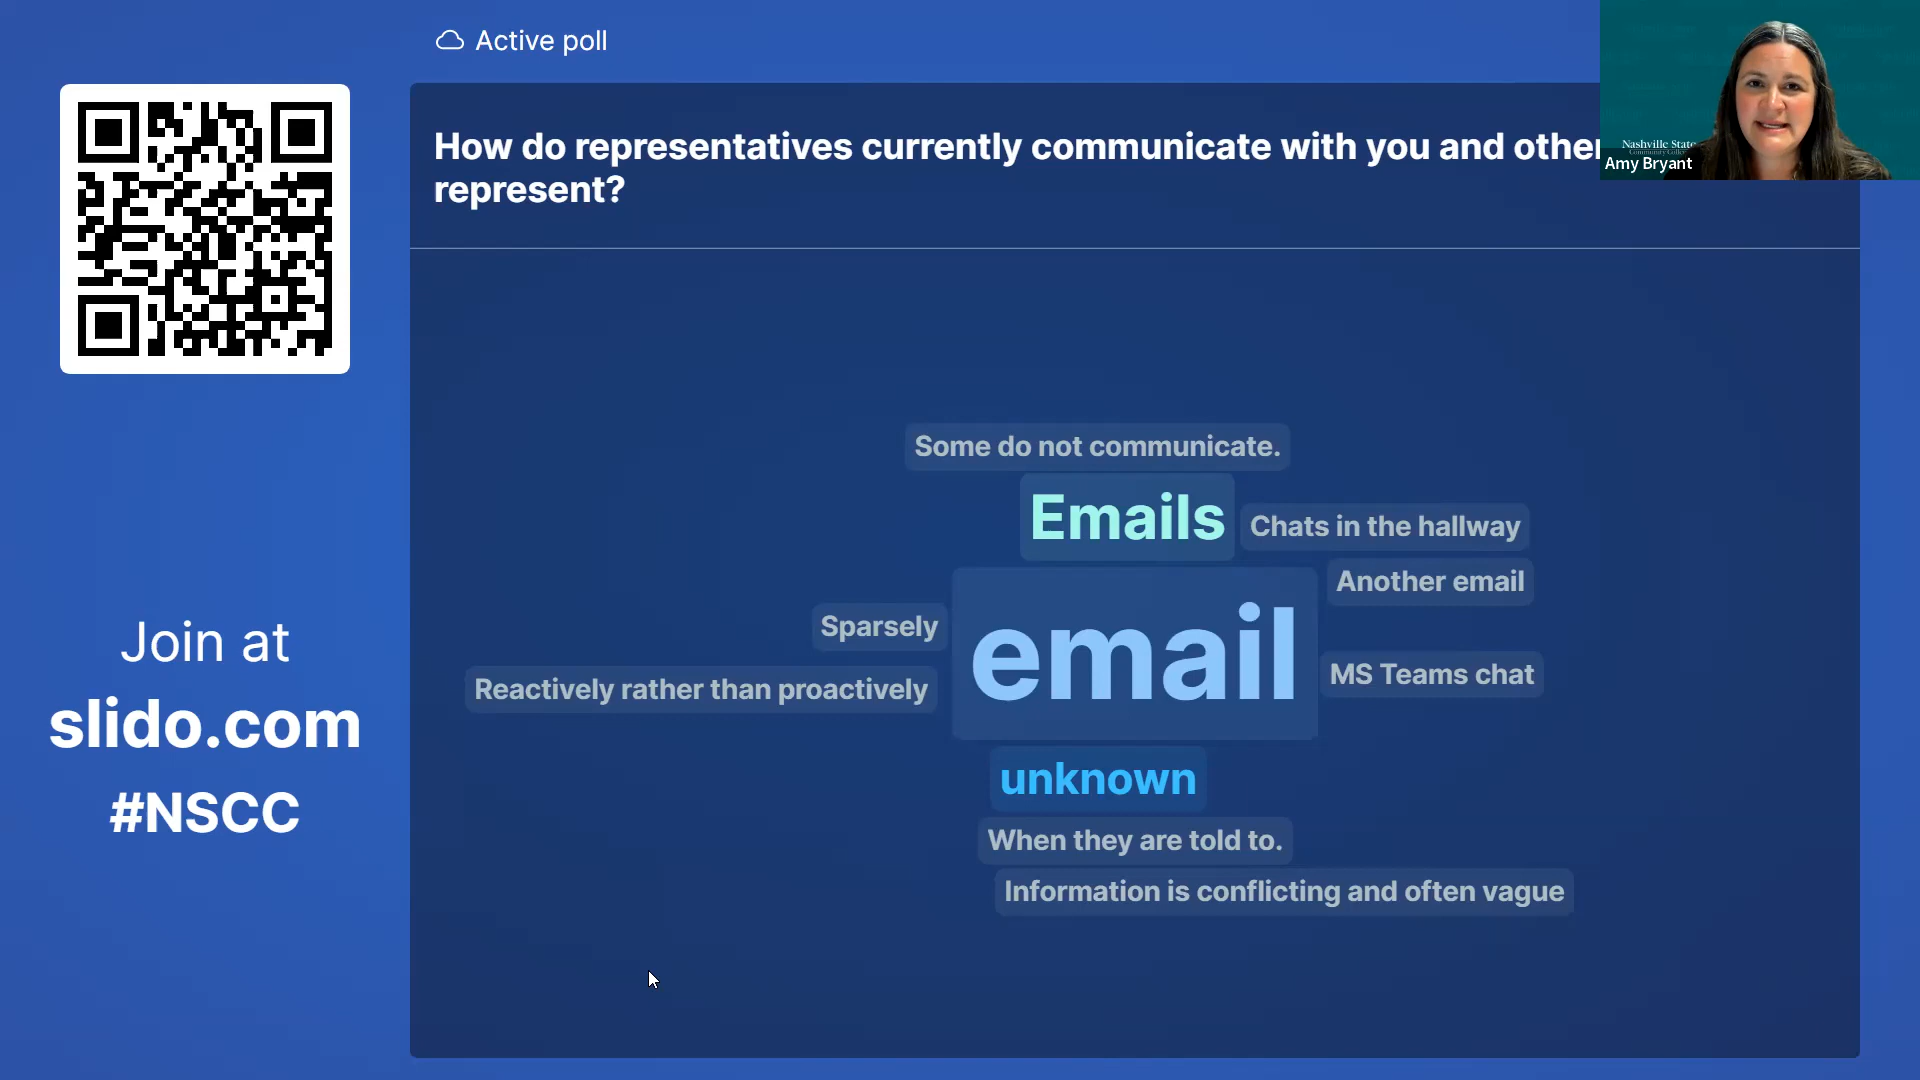 Active poll
How do representatives currently communicate with you and other
represent?
Nashville State
Community College
Amy Bryant
Some do not communicate.
Emails
Chats in the hallway
Another email
Sparsely
email
Reactively rather than proactively
MS Teams chat
unknown
When they are told to.
Information is conflicting and often vague
Join at
slido.com
#NSCC